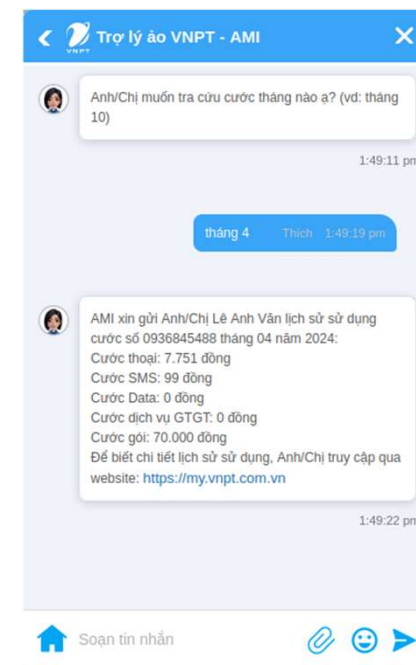 VNPT
Trợ lý ảo VNPT - AMI
Anh/Chị muốn tra cứu cước tháng nào ạ? (vd: tháng
10)
1:49:11 pm
tháng 4 Thích 1:49:19 pm
AMI xin gửi Anh/Chị Lê Anh Văn lịch sử sử dụng
cước số 0936845488 tháng 04 năm 2024:
Cước thoại: 7.751 đồng
Cước SMS: 99 đồng
Cước Data: 0 đồng
Cước dịch vụ GTGT: 0 đồng
Cước gói: 70.000 đồng
Để biết chi tiết lịch sử sử dụng, Anh/Chị truy cập qua
website: https://my.vnpt.com.vn
1:49:22 pm
Soạn tin nhắn